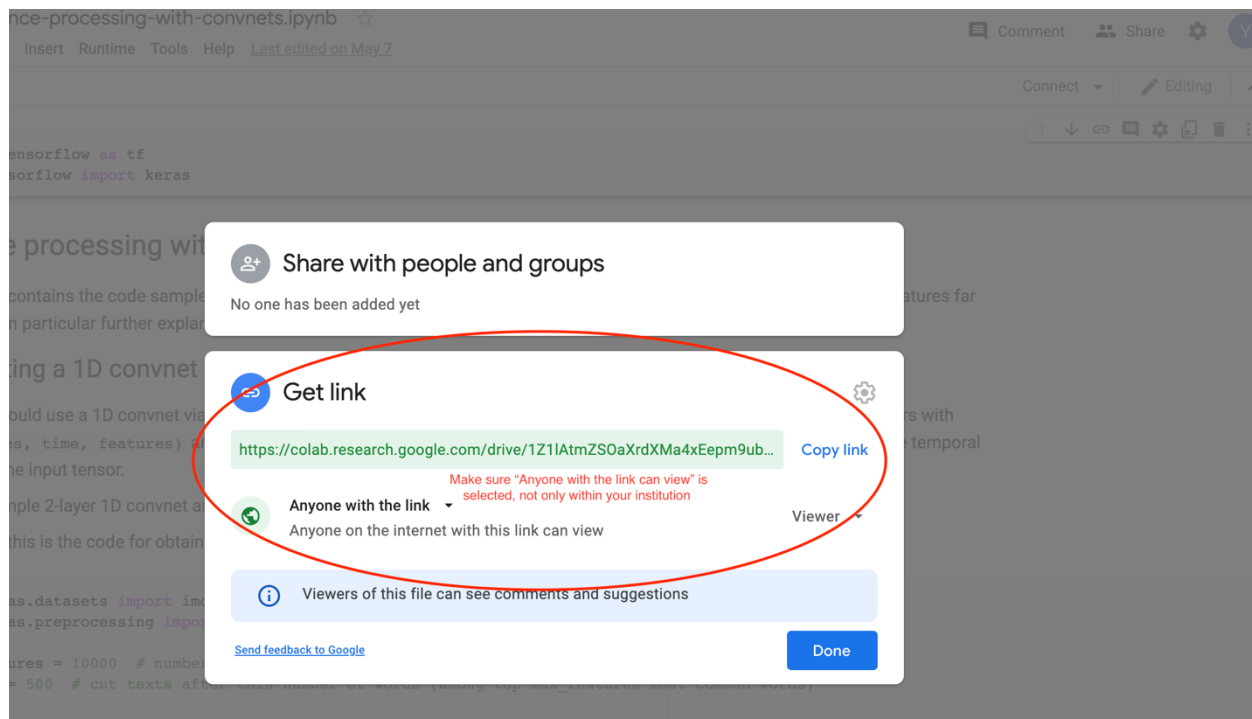 nce-processing-with-convnets.ipynb
Comment Share Y
Insert Runtime Tools Help Last edited on May 7
Connect Editing
ensorflow as tf
sorflow import keras
e processing wit
Share with people and groups
contains the code sample
atures far
No one has been added yet
n particular further explan
ting a 1D convnet
Get link
ould use a 1D convnet via
rs with
es, time, features) a
https://colab.research.google.com/drive/1Z1lAtmZSOaXrdXMa4xEepm9ub... Copy link
e temporal
he input tensor.
Make sure “Anyone with the link can view” is
selected, not only within your institution
mple 2-layer 1D convnet a
Anyone with the link
Viewer
Anyone on the internet with this link can view
this is the code for obtain
Viewers of this file can see comments and suggestions
as.datasets import imd
as.preprocessing impor
Send feedback to Google
Done
ures = 10000 # number
= 500 # cut texts after this number of words (among top max_features most common words)